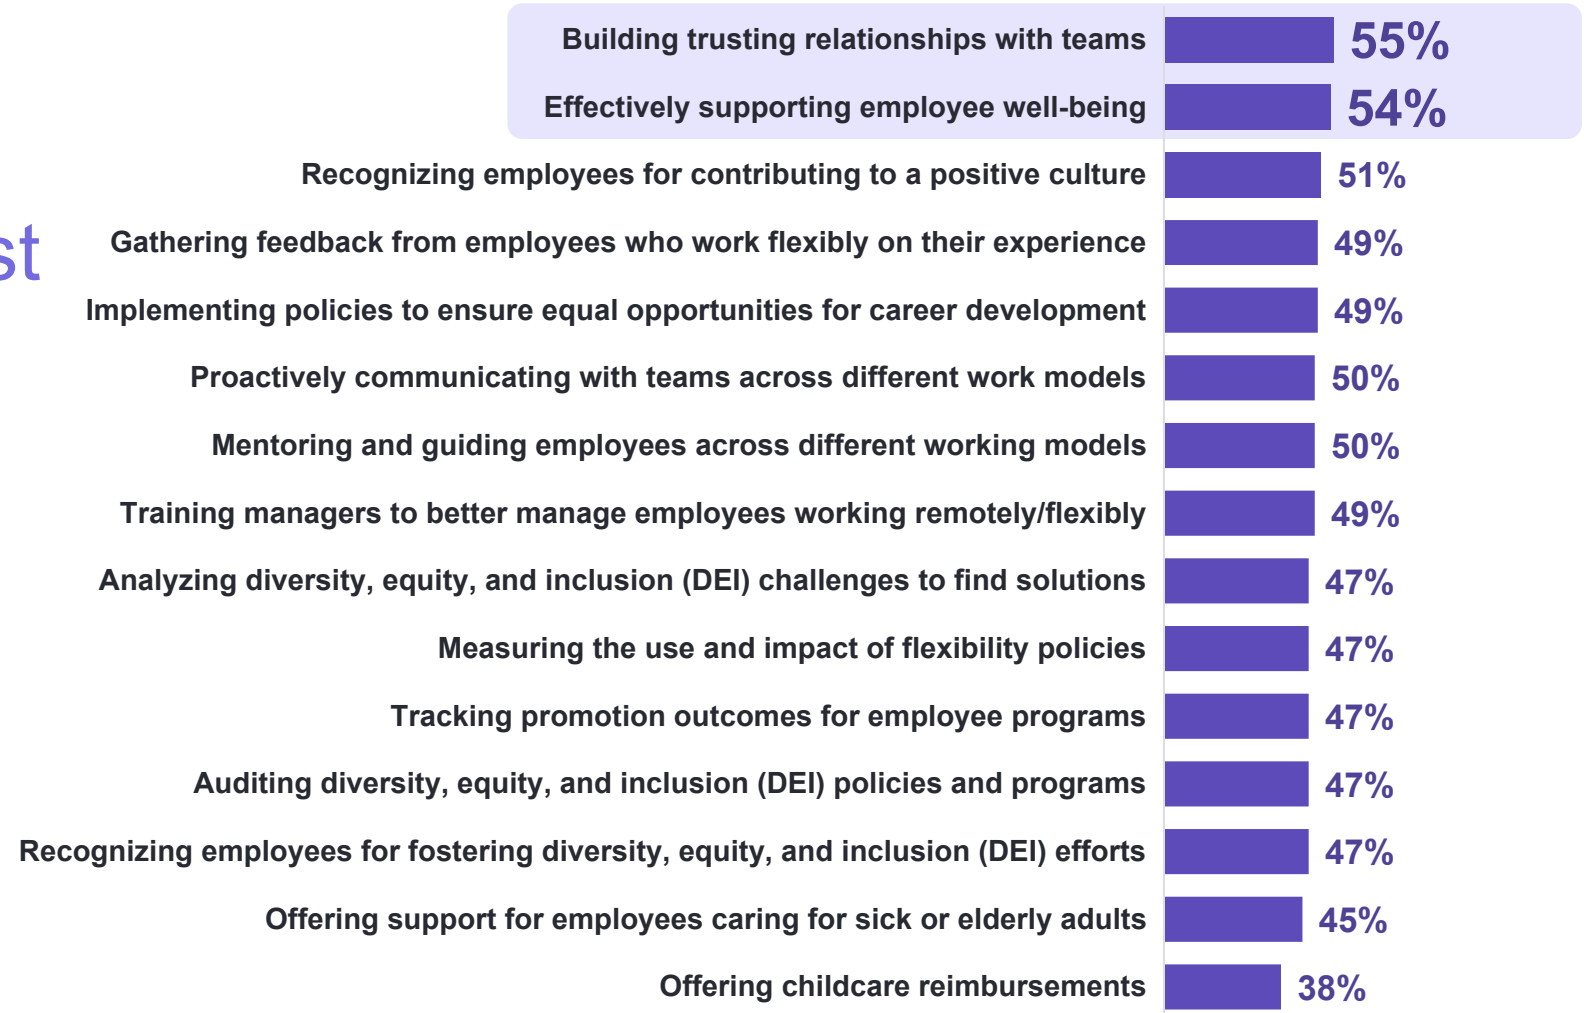 Building trusting relationships with teams 55%
Effectively supporting employee well-being 54%
Recognizing employees for contributing to a positive culture 51%
st
Gathering feedback from employees who work flexibly on their experience 49%
Implementing policies to ensure equal opportunities for career development 49%
Proactively communicating with teams across different work models 50%
Mentoring and guiding employees across different working models 50%
Training managers to better manage employees working remotely/flexibly 49%
Analyzing diversity, equity, and inclusion (DEI) challenges to find solutions 47%
Measuring the use and impact of flexibility policies 47%
Tracking promotion outcomes for employee programs 47%
Auditing diversity, equity, and inclusion (DEI) policies and programs 47%
Recognizing employees for fostering diversity, equity, and inclusion (DEI) efforts 47%
Offering support for employees caring for sick or elderly adults 45%
Offering childcare reimbursements 38%